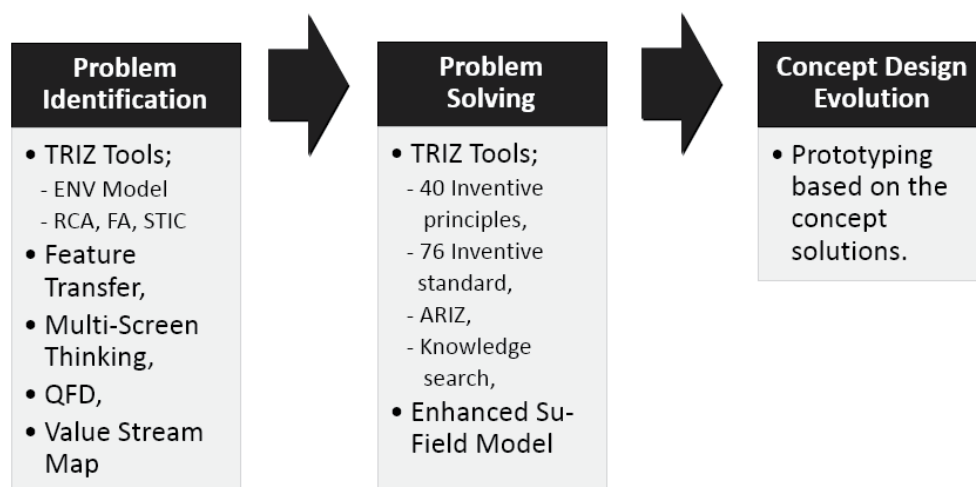 Problem
Identification
• TRIZ Tools;
- ENV Model
- RCA, FA, STIC
• Feature
Transfer,
• Multi-Screen
Thinking,
• QFD,
• Value Stream
Map
Problem
Solving
• TRIZ Tools;
- 40 Inventive
principles,
- 76 Inventive
standard,
- ARIZ,
- Knowledge
search,
• Enhanced Su-
Field Model
Concept Design
Evolution
• Prototyping
based on the
concept
solutions.